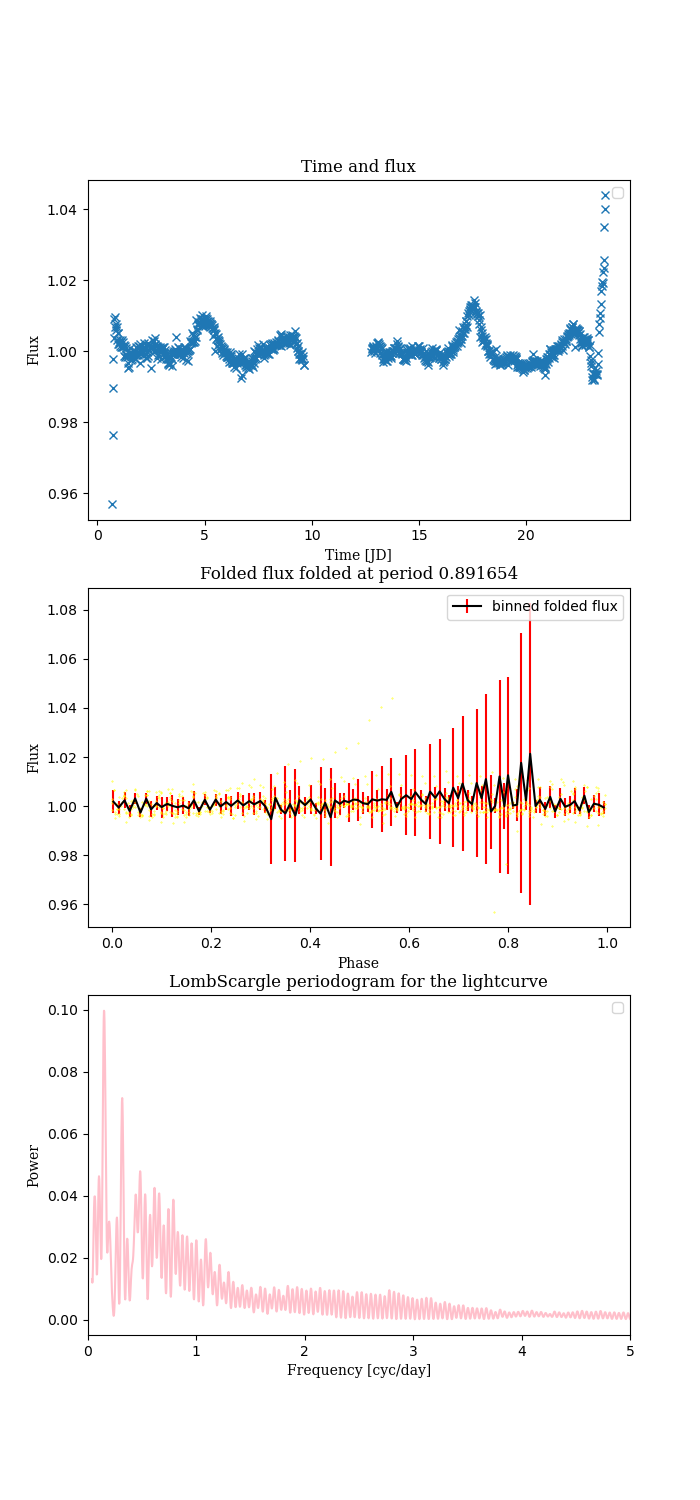 Time and flux
1.04
1.02
1.00
0.98
0.96
Flux
0 5 10 15 20
Time [JD]
Folded flux folded at period 0.891654
binned folded flux
1.08
1.06
1.04
1.02
1.00
0.98
0.96
Flux
0.0 0.2 0.4 0.6 0.8 1.0
Phase
LombScargle periodogram for the lightcurve
0.10
0.08
0.06
0.04
0.02
0.00
Power
0 1 2 3 4 5
Frequency [cyc/day]